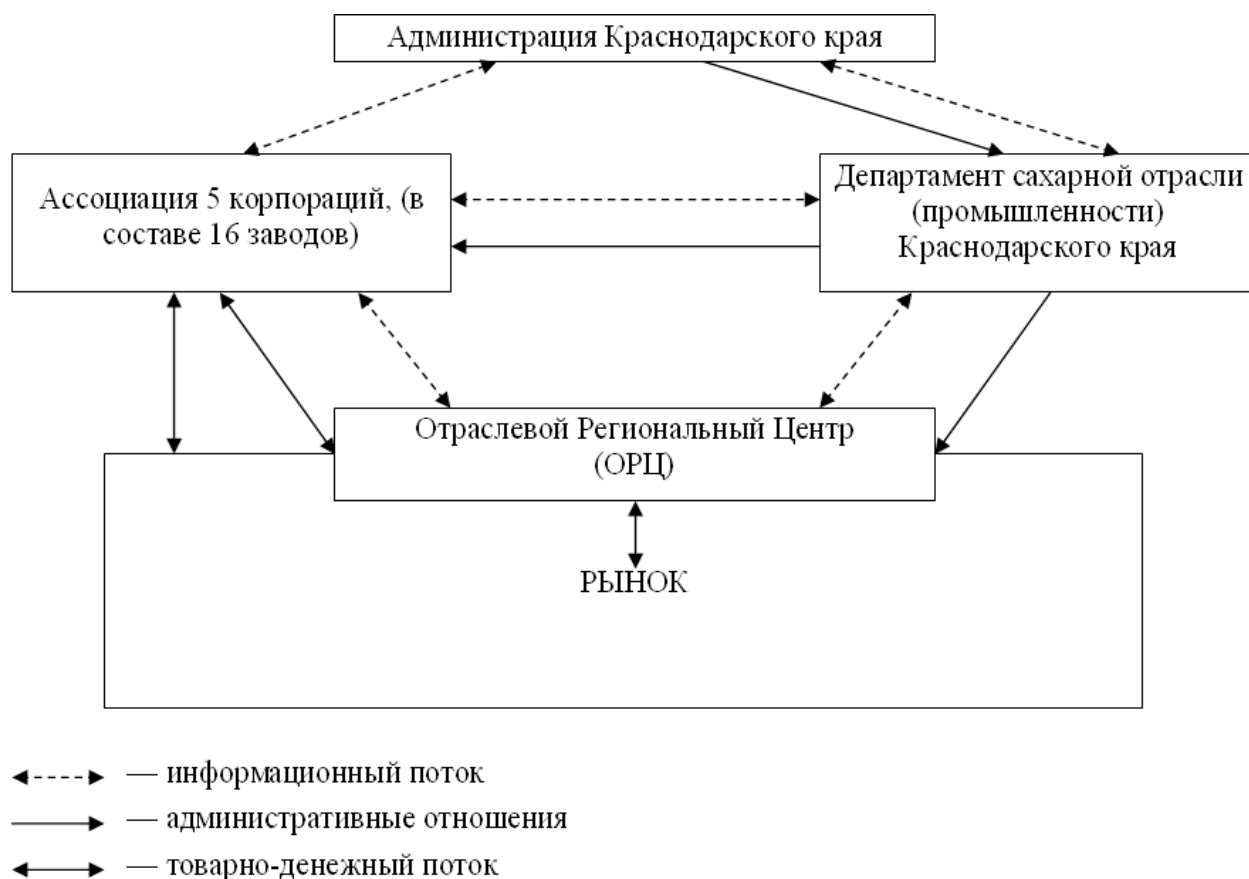 Администрация Краснодарского края
Ассоциация 5 корпораций, (в
составе 16 заводов)
Департамент сахарной отрасли
(промышленности)
Краснодарского края
Отраслевой Региональный Центр
(ОРЦ)
РЫНОК
— информационный поток
— административные отношения
— товарно-денежный поток